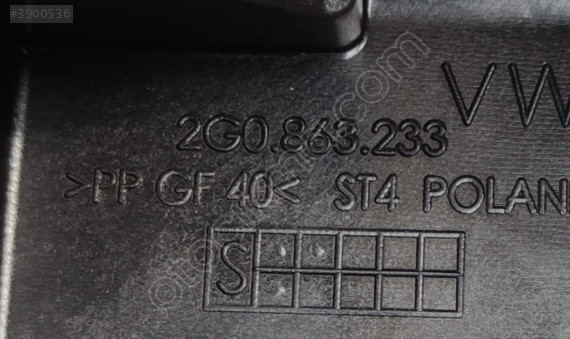 #3900536
VW
2G0.863.233
>PP GF 40< ST4 POLAN
S